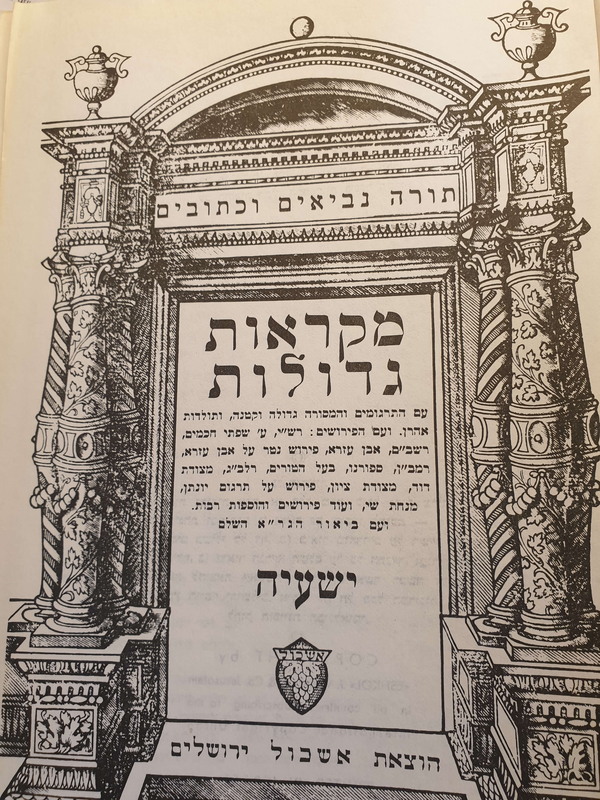 תורה נביאים וכתובים
מקראות
גדולות
עם התרגומים והמסורה גדולה וקטנה, ותולדות
אהרן. ועם הפירושים: רש״י, ע׳ שפתי חכמים,
רשב״ם, אבן עזרא, פירוש נטר על אבן עזרא,
רמב״ן, ספורנו, בעל הטורים, רלב״ג, מצודת
דוד, מצודת ציון, פירוש על תרגום יונתן,
מנחת שי, ועוד פירושים והוספות רבות.
ועם ביאור הגר״א השלם
ישעיה
אשכול
הוצאת אשכול ירושלים